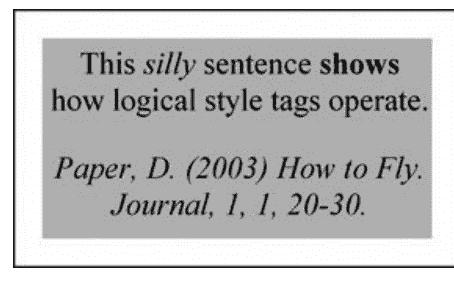 This silly sentence shows
how logical style tags operate.
Paper, D. (2003) How to Fly.
Journal, 1, 1, 20-30.